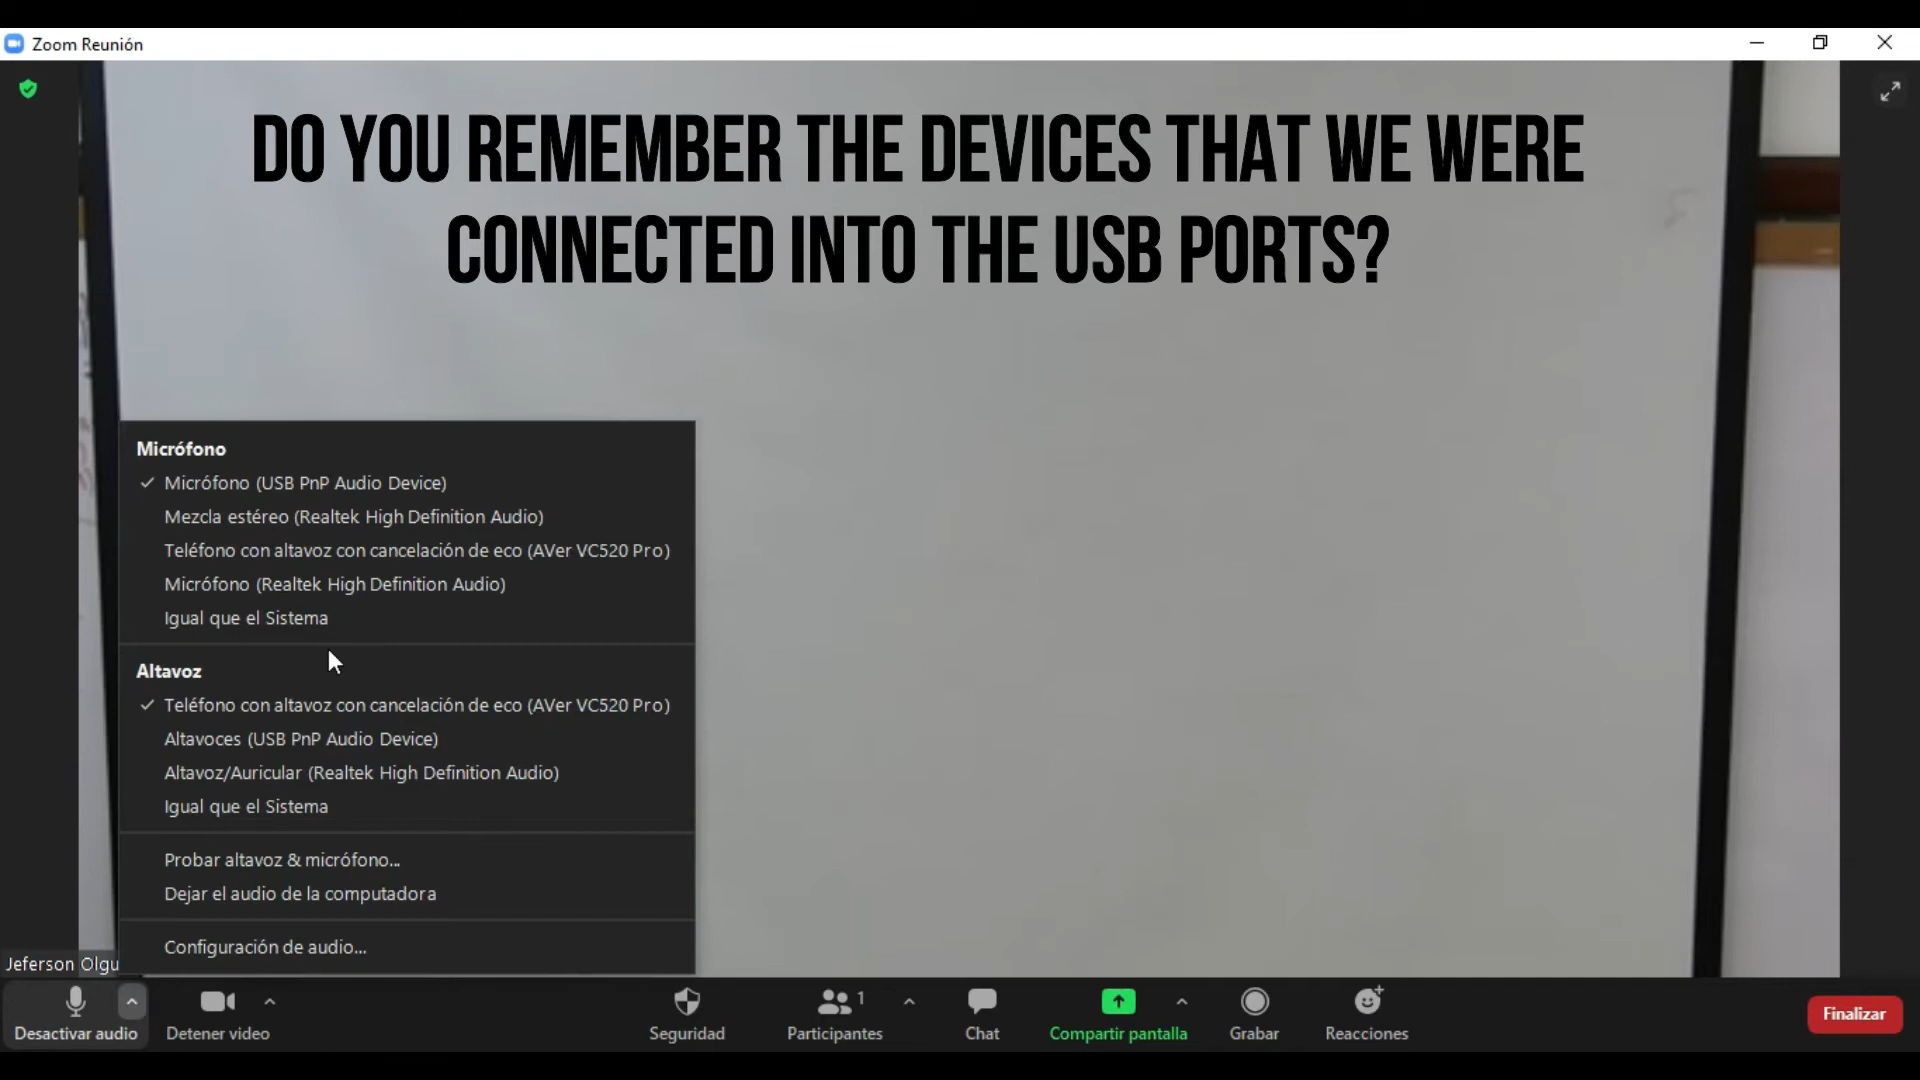 Zoom Reunión
DO YOU REMEMBER THE DEVICES THAT WE WERE
CONNECTED INTO THE USB PORTS?
Micrófono
Micrófono (USB PnP Audio Device)
Mezcla estéreo (Realtek High Definition Audio)
Teléfono con altavoz con cancelación de eco (AVer VC520 Pro)
Micrófono (Realtek High Definition Audio)
Igual que el Sistema
Altavoz
Teléfono con altavoz con cancelación de eco (AVer VC520 Pro)
Altavoces (USB PnP Audio Device)
Altavoz/Auricular (Realtek High Definition Audio)
Igual que el Sistema
Probar altavoz & micrófono...
Dejar el audio de la computadora
Configuración de audio...
Jeferson Olgu
Desactivar audio
Detener video
Seguridad
Participantes
1
Chat
Compartir pantalla
Grabar
Reacciones
Finalizar